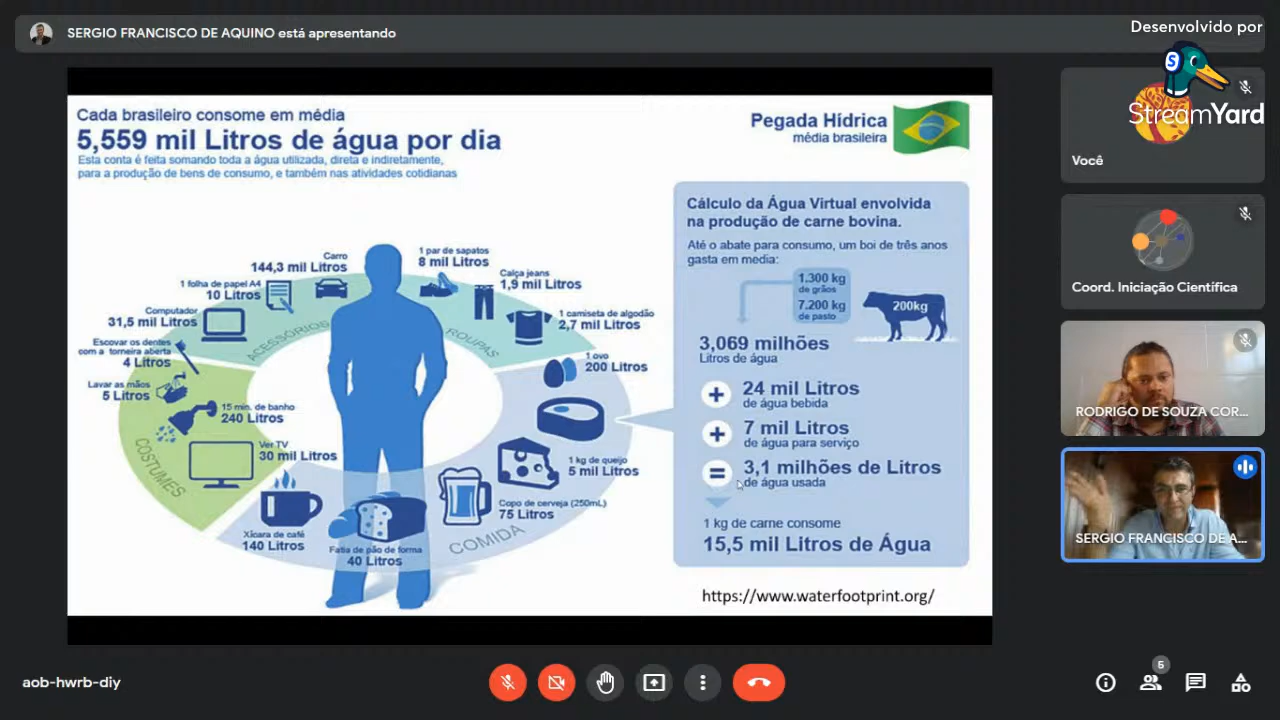 SERGIO FRANCISCO DE AQUINO está apresentando
Desenvolvido por
StreamYard
Cada brasileiro consome em média
5,559 mil Litros de água por dia
Esta conta é feita somando toda a água utilizada, direta e indiretamente,
para a produção de bens de consumo, e também nas atividades cotidianas
Pegada Hídrica
média brasileira
Carro
144,3 mil Litros
1 folha de papel A4
10 Litros
Computador
31,5 mil Litros
ACESSÓRIOS
1 par de sapatos
8 mil Litros
Calça jeans
1,9 mil Litros
1 camiseta de algodão
2,7 mil Litros
ROUPAS
Escovar os dentes
com a torneira aberta
4 Litros
Lavar as mãos
5 Litros
15 min. de banho
240 Litros
Ver TV
30 mil Litros
COSTUMES
1 ovo
200 Litros
1 kg de queijo
5 mil Litros
Copo de cerveja (250mL)
75 Litros
Xícara de café
140 Litros
Fatia de pão de forma
40 Litros
COMIDA
Cálculo da Água Virtual envolvida
na produção de carne bovina.
Até o abate para consumo, um boi de três anos
gasta em media:
1.300 kg
de grãos
7.200 kg
de pasto
200kg
3,069 milhões
Litros de água
+ 24 mil Litros
de água bebida
+ 7 mil Litros
de água para serviço
= 3,1 milhões de Litros
de água usada
1 kg de carne consome
15,5 mil Litros de Água
https://www.waterfootprint.org/
Você
Coord. Iniciação Científica
RODRIGO DE SOUZA COR...
SERGIO FRANCISCO DE A...
aob-hwrb-diy
5